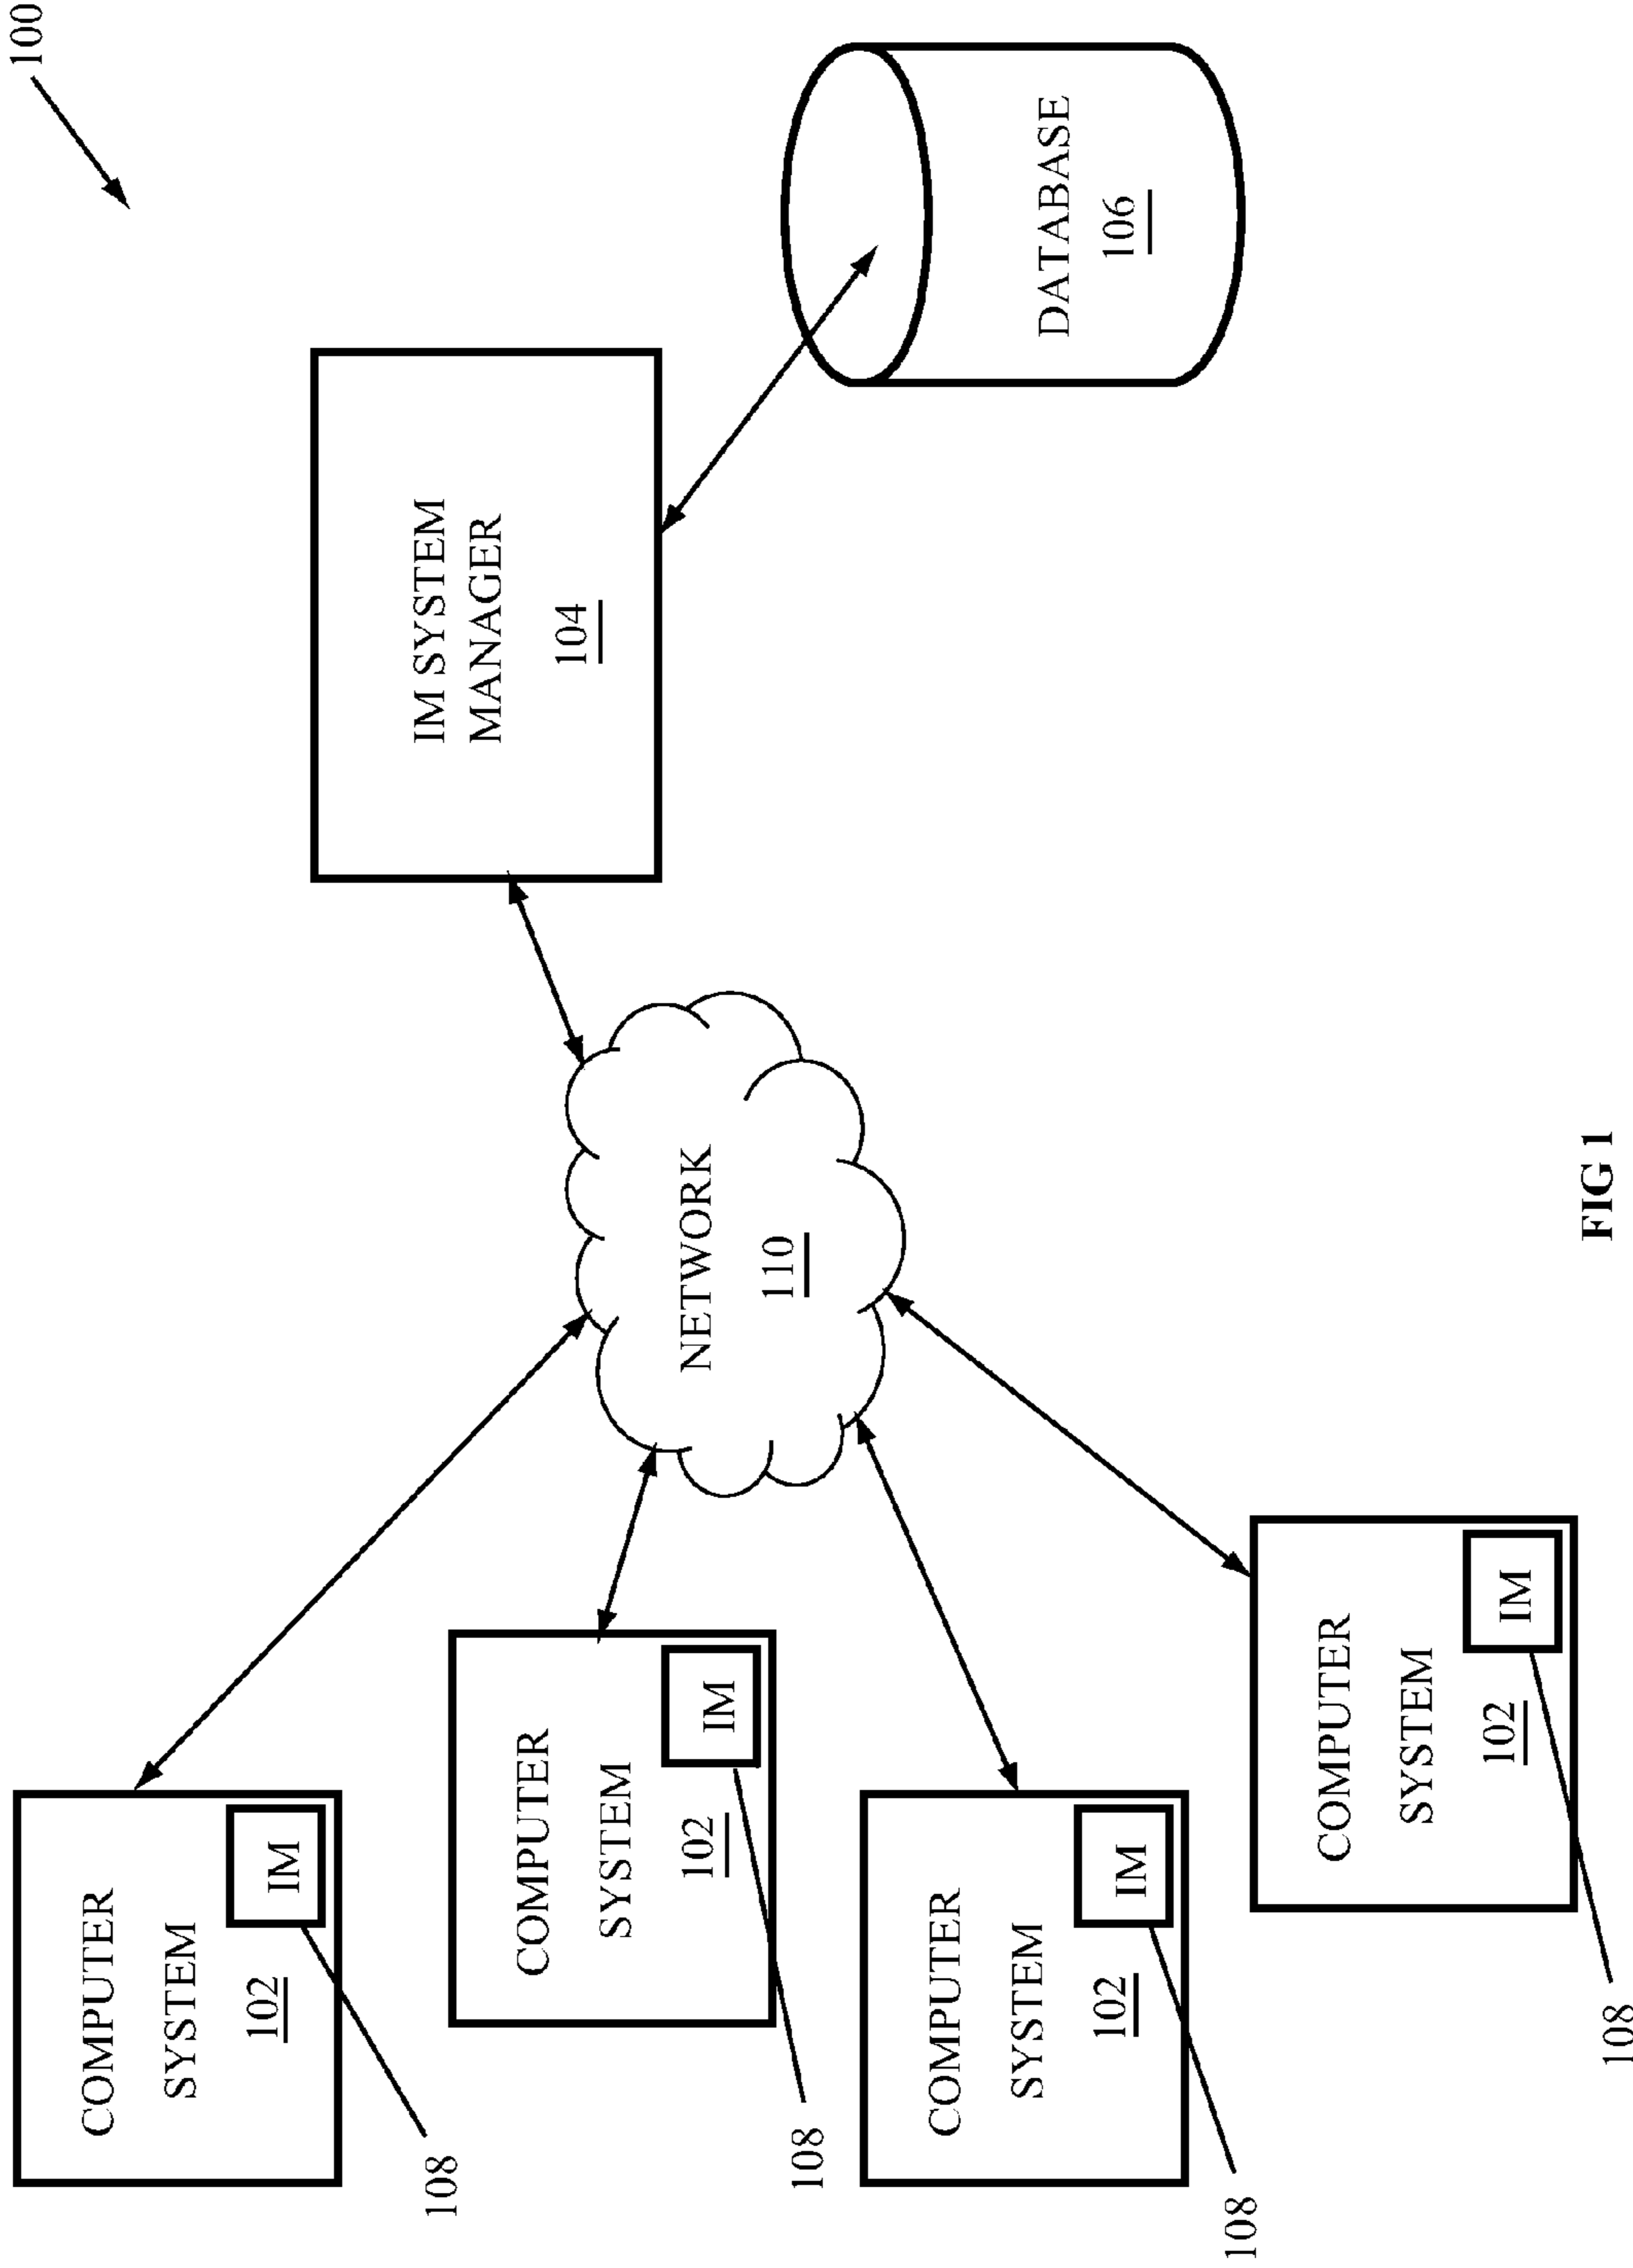 100
COMPUTER
SYSTEM
102
IM
108
COMPUTER
SYSTEM
102
IM
108
COMPUTER
SYSTEM
102
IM
108
COMPUTER
SYSTEM
102
IM
108
NETWORK
110
IM SYSTEM
MANAGER
104
DATABASE
106
FIG 1